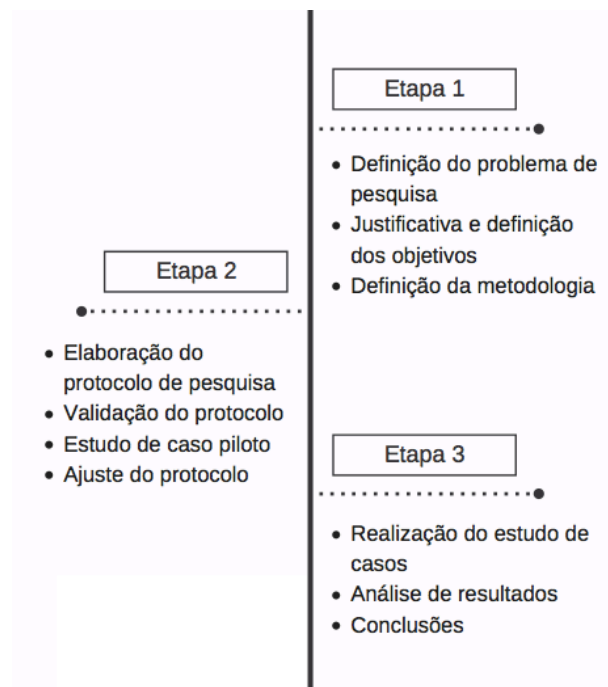 Etapa 1
• Definição do problema de
pesquisa
• Justificativa e definição
dos objetivos
• Definição da metodologia
Etapa 2
• Elaboração do
protocolo de pesquisa
• Validação do protocolo
• Estudo de caso piloto
• Ajuste do protocolo
Etapa 3
• Realização do estudo de
casos
• Análise de resultados
• Conclusões